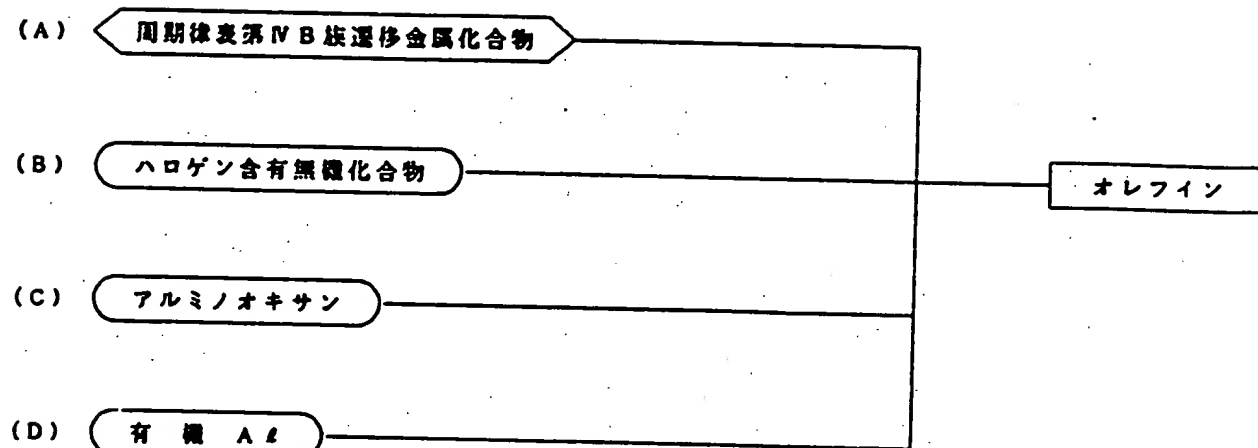 (A) 周期律表第ⅣB族遷移金属化合物
(B) ハロゲン含有無機化合物
オレフイン
(C) アルミノオキサン
(D) 有機Aℓ